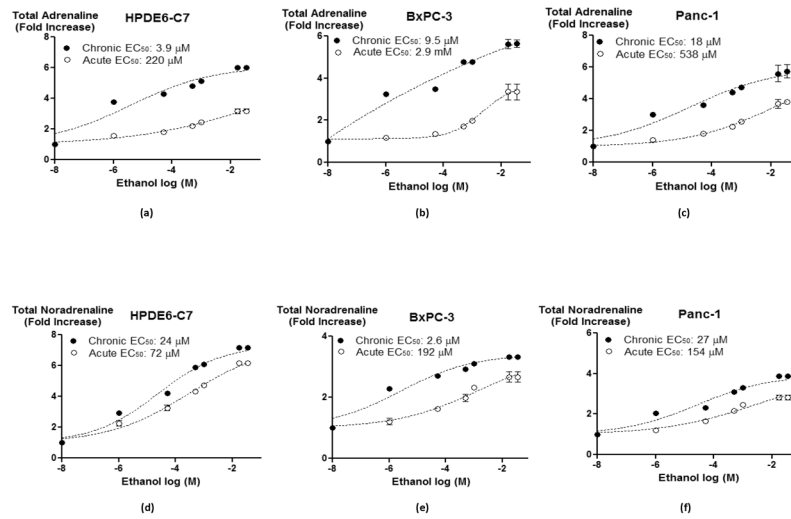 Total Adrenaline
(Fold Increase)
HPDE6-C7
Chronic EC50: 3.9 µM
Acute EC50: 220 µM
8
6
4
2
0
-8 -6 -4 -2
Ethanol log (M)
(a)
Total Adrenaline
(Fold Increase)
BxPC-3
Chronic EC50: 9.5 µM
Acute EC50: 2.9 mM
6
4
2
0
-8 -6 -4 -2
Ethanol log (M)
(b)
Total Adrenaline
(Fold Increase)
Panc-1
Chronic EC50: 18 µM
Acute EC50: 538 µM
8
6
4
2
0
-8 -6 -4 -2
Ethanol log (M)
(c)
Total Noradrenaline
(Fold Increase)
HPDE6-C7
Chronic EC50: 24 µM
Acute EC50: 72 µM
8
6
4
2
0
-8 -6 -4 -2
Ethanol log (M)
(d)
Total Noradrenaline
(Fold Increase)
BxPC-3
Chronic EC50: 2.6 µM
Acute EC50: 192 µM
4
2
0
-8 -6 -4 -2
Ethanol log (M)
(e)
Total Noradrenaline
(Fold Increase)
Panc-1
Chronic EC50: 27 µM
Acute EC50: 154 µM
6
4
2
0
-8 -6 -4 -2
Ethanol log (M)
(f)